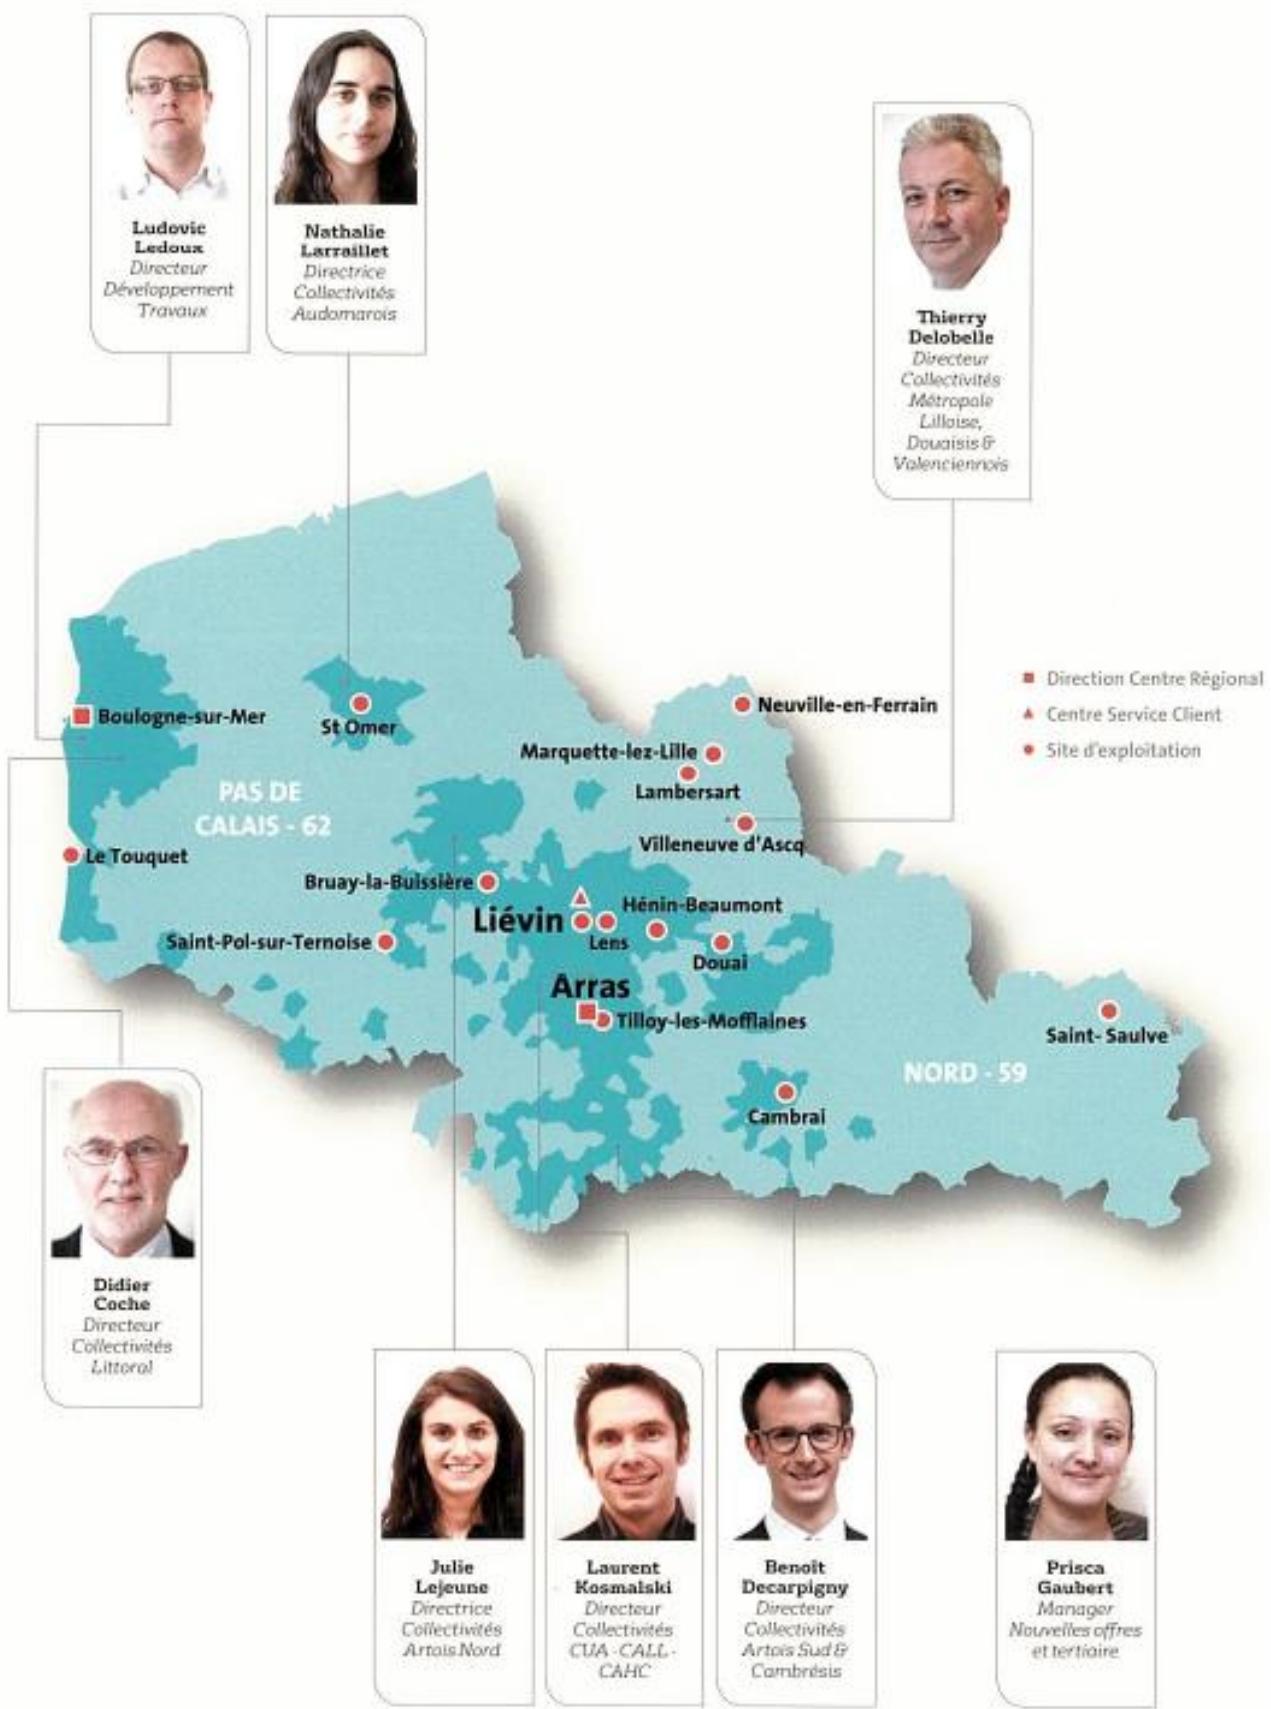 Ludovic
Ledoux
Directeur
Développement
Travaux
Nathalie
Larraillet
Directrice
Collectivités
Audomarois
Thierry
Delobelle
Directeur
Collectivités
Métropole
Lilloise,
Douaisis &
Valenciennois
Direction Centre Régional
Centre Service Client
Site d'exploitation
Boulogne-sur-Mer
St Omer
Neuville-en-Ferrain
Marquette-lez-Lille
Lambersart
PAS DE
CALAIS - 62
Villeneuve d'Ascq
Le Touquet
Bruay-la-Buissière
Hénin-Beaumont
Liévin
Lens
Saint-Pol-sur-Ternoise
Douai
Arras
Tilloy-les-Mofflaines
Saint- Saulve
NORD - 59
Cambrai
Didier
Coche
Directeur
Collectivités
Littoral
Julie
Lejeune
Directrice
Collectivités
Artois Nord
Laurent
Kosmalski
Directeur
Collectivités
CUA - CALL -
CAHC
Benoît
Decarpigny
Directeur
Collectivités
Artois Sud &
Cambrésis
Prisca
Gaubert
Manager
Nouvelles offres
et tertiaire